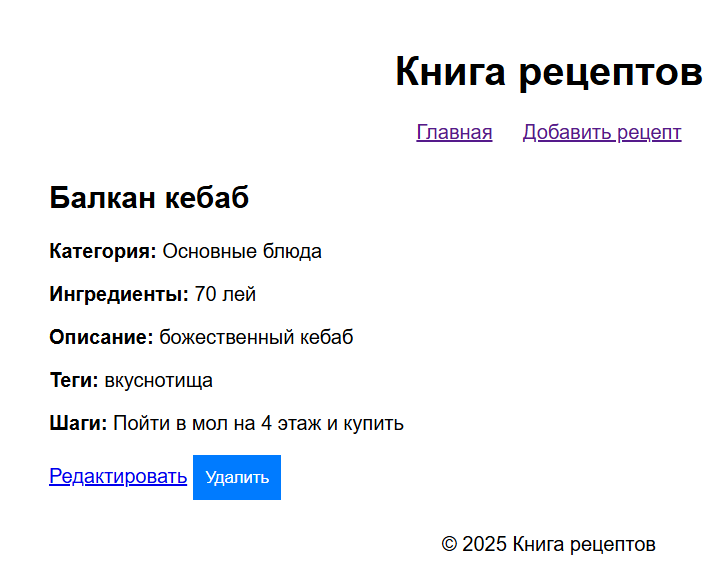 Книга рецептов
Главная Добавить рецепт
Балкан кебаб
Категория: Основные блюда
Ингредиенты: 70 лей
Описание: божественный кебаб
Теги: вкуснотища
Шаги: Пойти в мол на 4 этаж и купить
Редактировать Удалить
© 2025 Книга рецептов